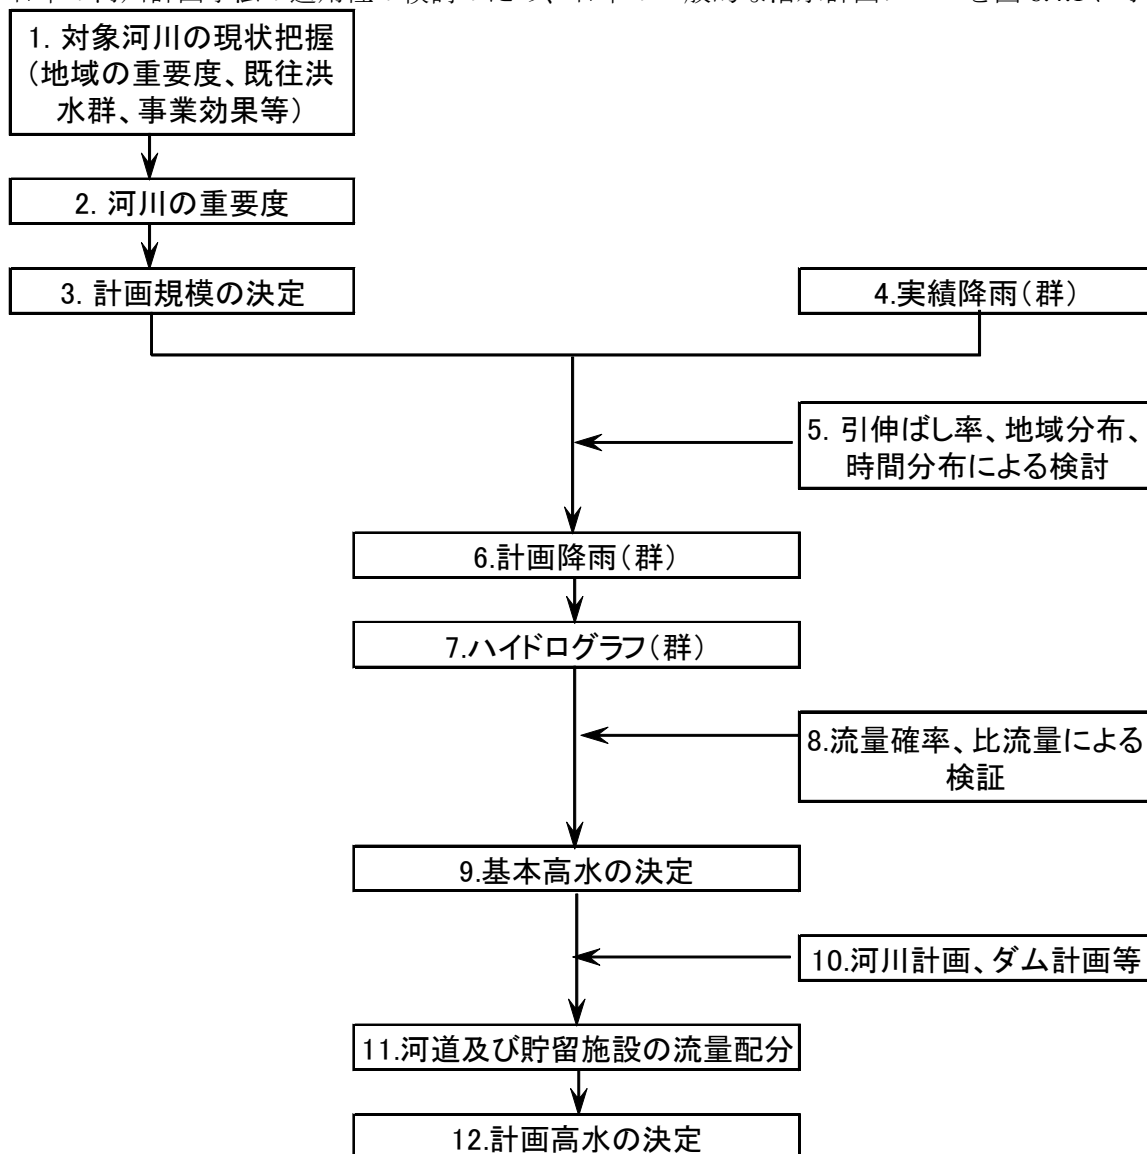 1. 対象河川の現状把握
(地域の重要度、既往洪
水群、事業効果等)
2. 河川の重要度
3. 計画規模の決定
4.実績降雨(群)
5. 引伸ばし率、地域分布、
時間分布による検討
6.計画降雨(群)
7.ハイドログラフ(群)
8.流量確率、比流量による
検証
9.基本高水の決定
10.河川計画、ダム計画等
11.河道及び貯留施設の流量配分
12.計画高水の決定